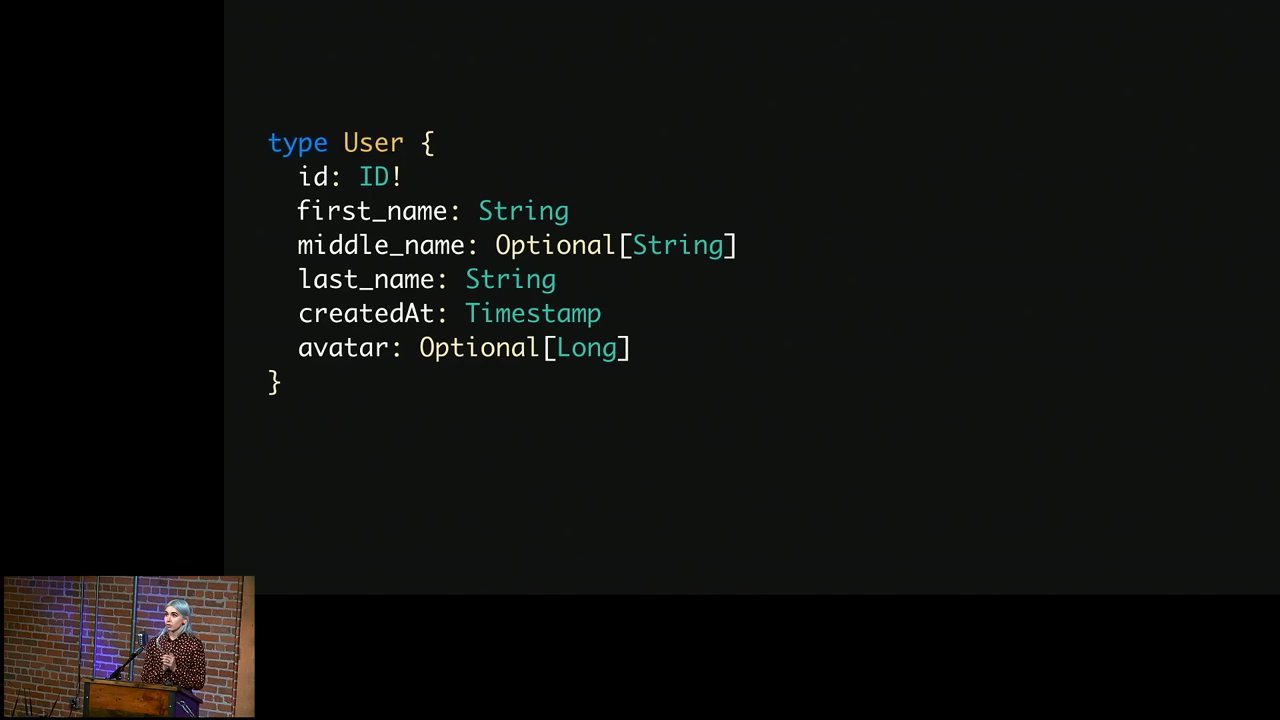 type User {
  id: ID!
  first_name: String
  middle_name: Optional[String]
  last_name: String
  createdAt: Timestamp
  avatar: Optional[Long]
}